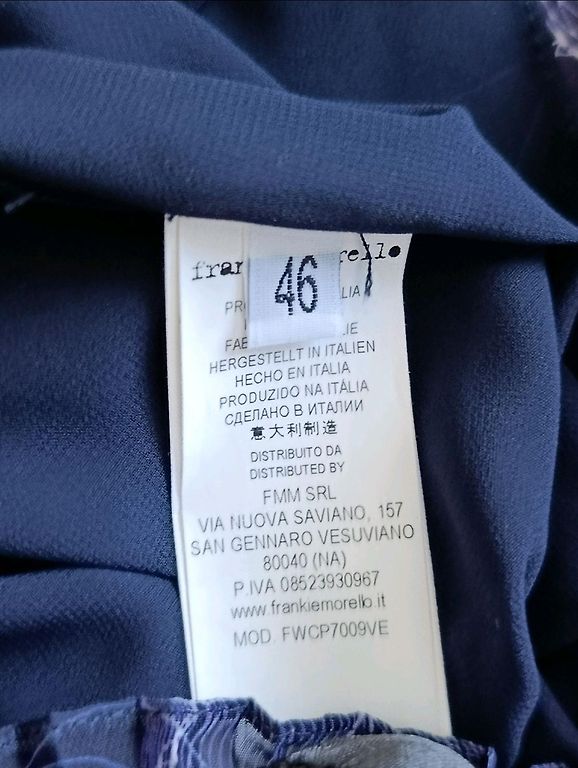 46
HERGESTELLT IN ITALIEN
HECHO EN ITALIA
PRODUZIDO NA ITÁLIA
СДЕЛАНО В ИТАЛИИ
意大利制造
DISTRIBUITO DA
DISTRIBUTED BY
FMM SRL
VIA NUOVA SAVIANO, 157
SAN GENNARO VESUVIANO
80040 (NA)
P.IVA 08523930967
www.frankiemorello.it
MOD. FWCP7009VE